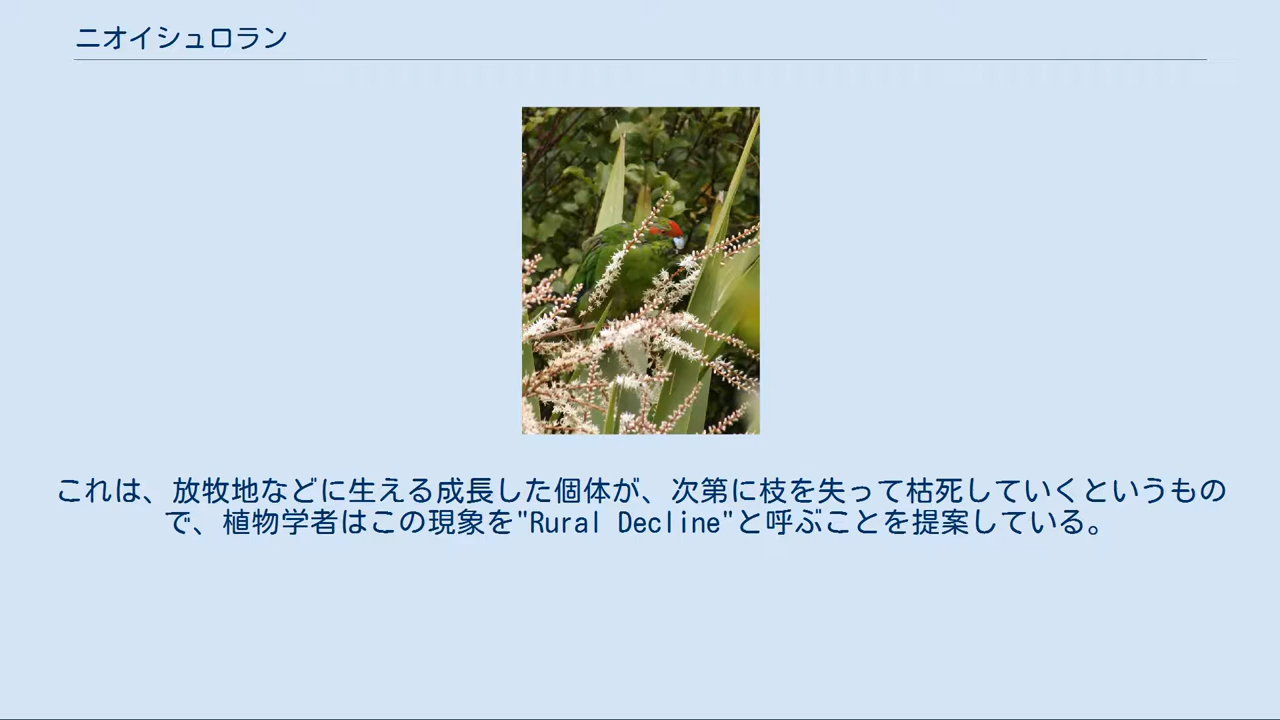 ニオイシュロラン
これは、放牧地などに生える成長した個体が、次第に枝を失って枯死していくというもの
で、植物学者はこの現象を"Rural Decline"と呼ぶことを提案している。